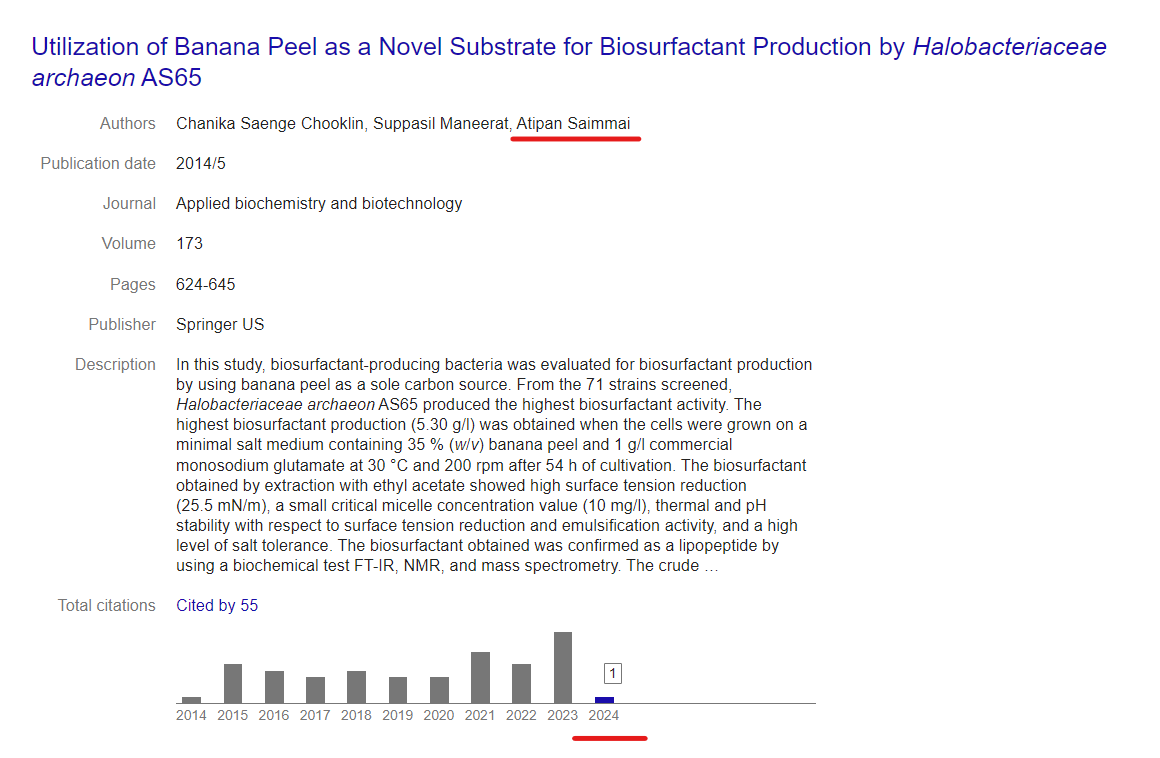 Utilization of Banana Peel as a Novel Substrate for Biosurfactant Production by Halobacteriaceae
archaeon AS65
Authors Chanika Saenge Chooklin, Suppasil Maneerat, Atipan Saimmai
Publication date 2014/5
Journal Applied biochemistry and biotechnology
Volume 173
Pages 624-645
Publisher Springer US
Description In this study, biosurfactant-producing bacteria was evaluated for biosurfactant production
by using banana peel as a sole carbon source. From the 71 strains screened,
Halobacteriaceae archaeon AS65 produced the highest biosurfactant activity. The
highest biosurfactant production (5.30 g/l) was obtained when the cells were grown on a
minimal salt medium containing 35 % (w/v) banana peel and 1 g/l commercial
monosodium glutamate at 30 °C and 200 rpm after 54 h of cultivation. The biosurfactant
obtained by extraction with ethyl acetate showed high surface tension reduction
(25.5 mN/m), a small critical micelle concentration value (10 mg/l), thermal and pH
stability with respect to surface tension reduction and emulsification activity, and a high
level of salt tolerance. The biosurfactant obtained was confirmed as a lipopeptide by
using a biochemical test FT-IR, NMR, and mass spectrometry. The crude …
Total citations Cited by 55
1
2014 2015 2016 2017 2018 2019 2020 2021 2022 2023 2024